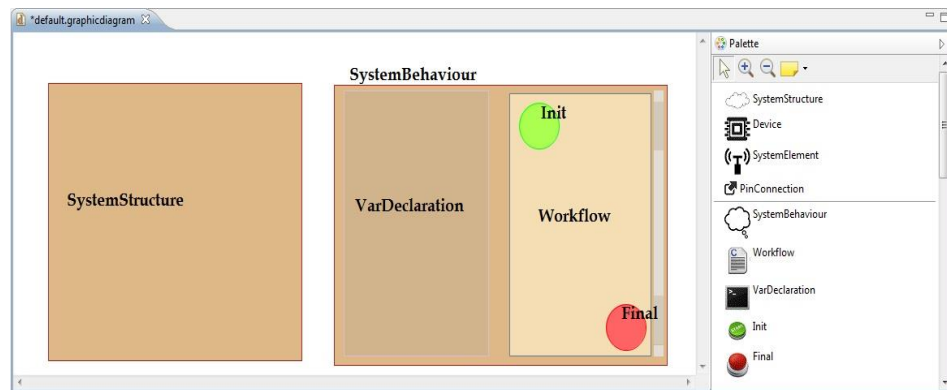 *default.graphicdiagram
SystemBehaviour
SystemStructure
VarDeclaration
Init
Workflow
Final
Palette
SystemStructure
Device
SystemElement
PinConnection
SystemBehaviour
Workflow
VarDeclaration
Init
Final